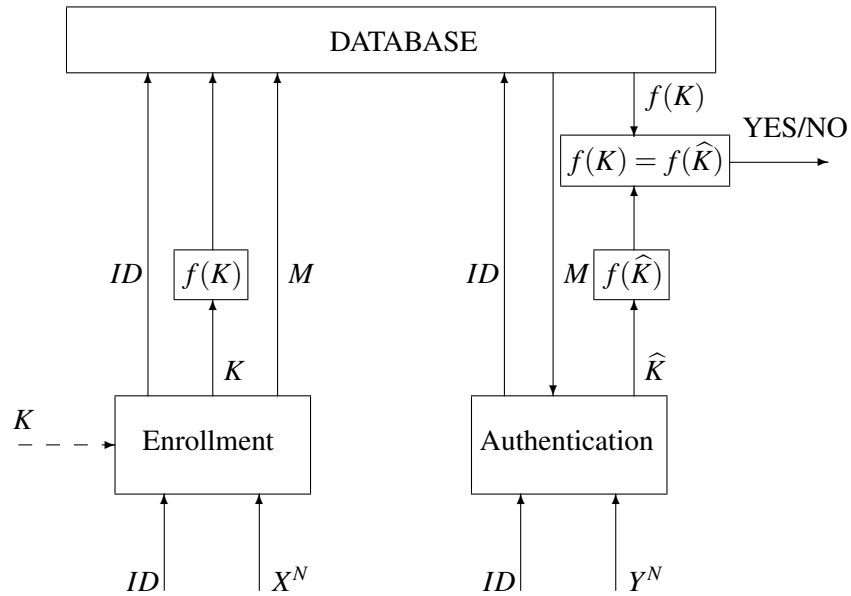 DATABASE
f(K)
YES/NO
f(K) = f(K̂)
ID
f(K)
M
ID
M
f(K̂)
K
K̂
K
Enrollment
Authentication
ID
X^N
ID
Y^N